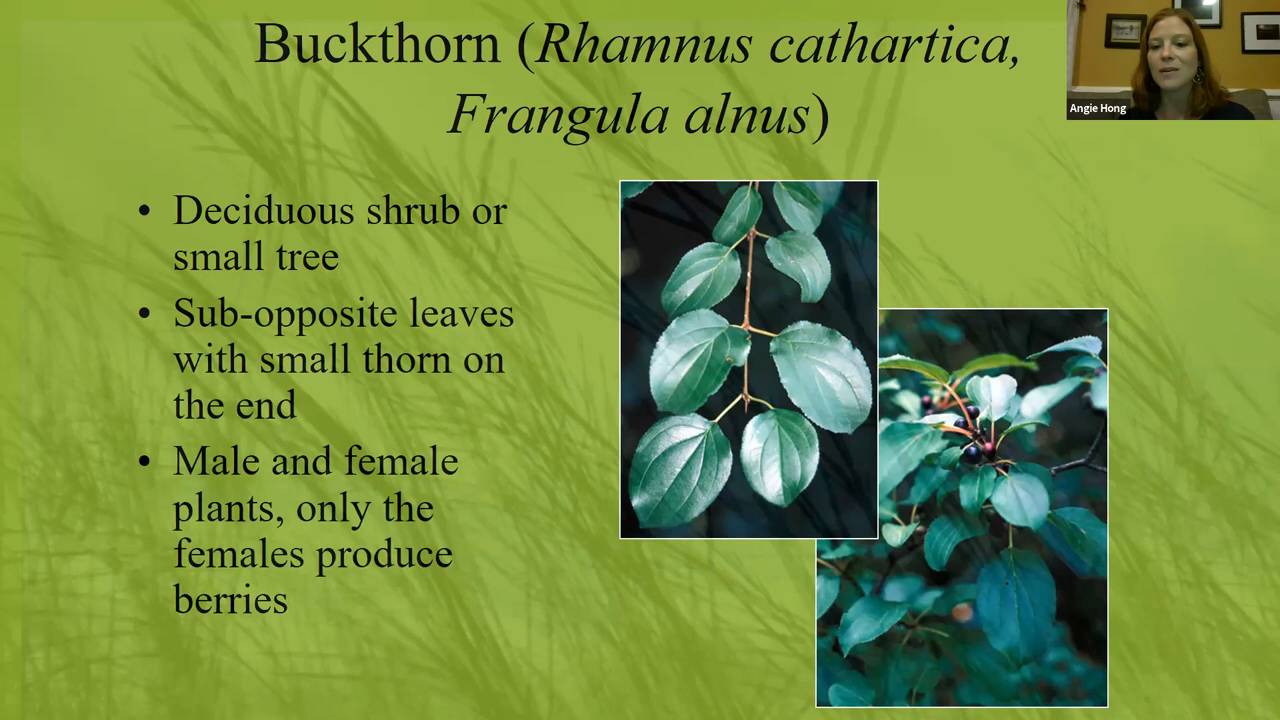 Buckthorn (Rhamnus cathartica,
Frangula alnus)
Angie Hong
• Deciduous shrub or
small tree
• Sub-opposite leaves
with small thorn on
the end
• Male and female
plants, only the
females produce
berries